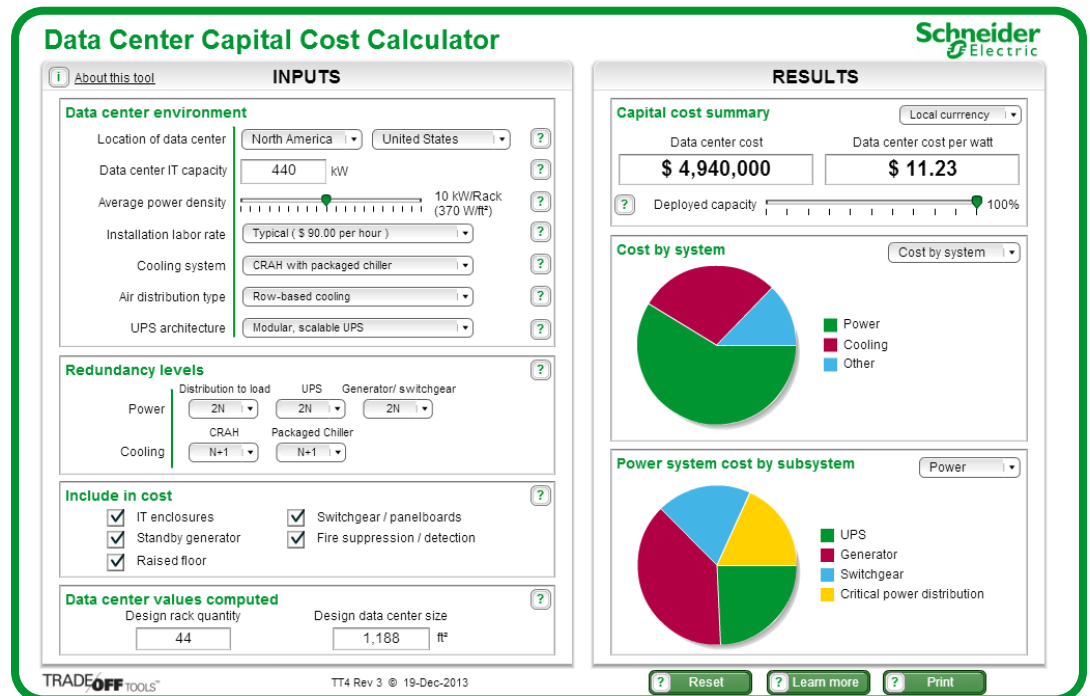 Data Center Capital Cost Calculator
Schneider
Electric
i About this tool
INPUTS
RESULTS
Data center environment
Location of data center North America United States ?
Data center IT capacity 440 kW ?
Average power density 10 kW/Rack ?
(370 W/ft²)
Installation labor rate Typical ( $ 90.00 per hour ) ?
Cooling system CRAH with packaged chiller ?
Air distribution type Row-based cooling ?
UPS architecture Modular, scalable UPS ?
Redundancy levels ?
Distribution to load UPS Generator/ switchgear
Power 2N 2N 2N
CRAH Packaged Chiller
Cooling N+1 N+1
Include in cost ?
IT enclosures Switchgear / panelboards
Standby generator Fire suppression / detection
Raised floor
Data center values computed ?
Design rack quantity Design data center size
44 1,188 ft²
Capital cost summary Local currrency
Data center cost Data center cost per watt
$ 4,940,000 $ 11.23
? Deployed capacity 100%
Cost by system Cost by system
Power
Cooling
Other
Power system cost by subsystem Power
UPS
Generator
Switchgear
Critical power distribution
TRADE OFF TOOLS™
TT4 Rev 3 © 19-Dec-2013
? Reset ? Learn more ? Print